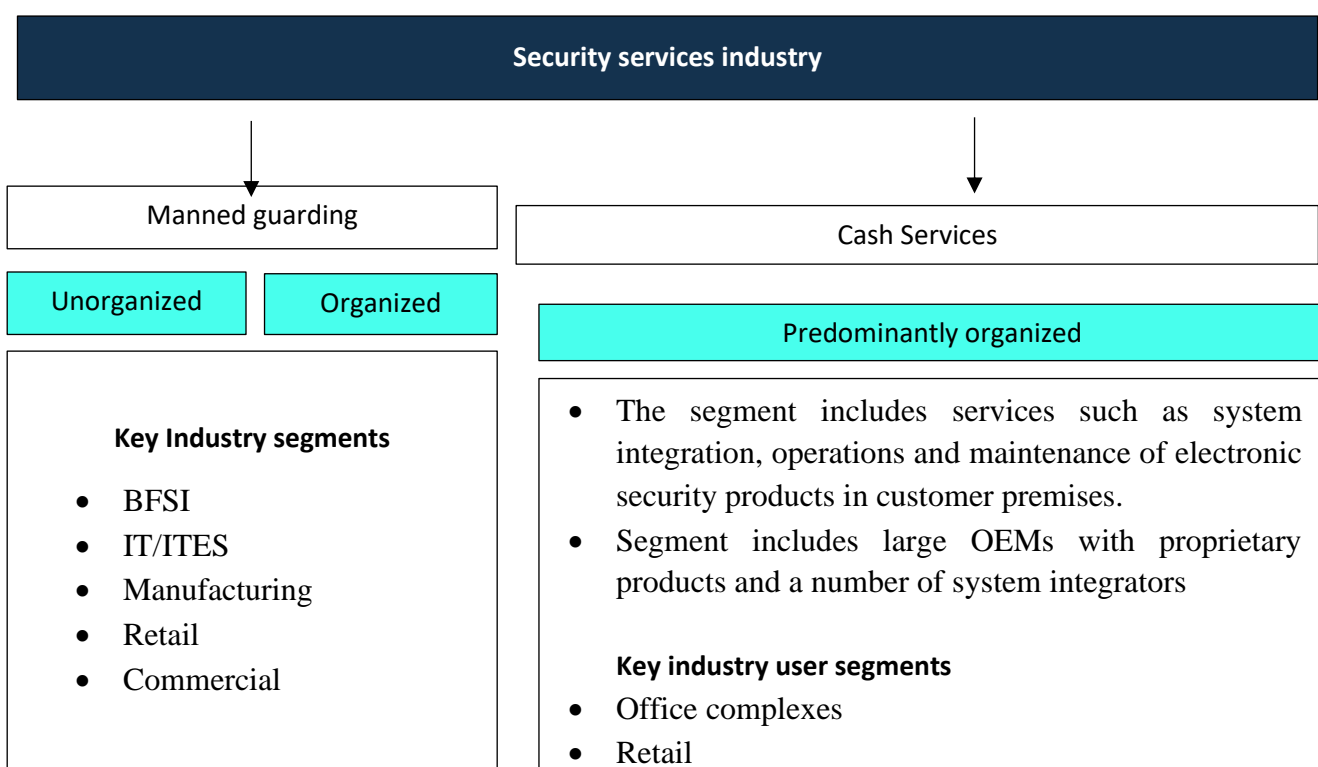 Security services industry
Manned guarding
Unorganized
Organized
Key Industry segments
• BFSI
• IT/ITES
• Manufacturing
• Retail
• Commercial
Cash Services
Predominantly organized
• The segment includes services such as system
integration, operations and maintenance of electronic
security products in customer premises.
• Segment includes large OEMs with proprietary
products and a number of system integrators
Key industry user segments
• Office complexes
• Retail